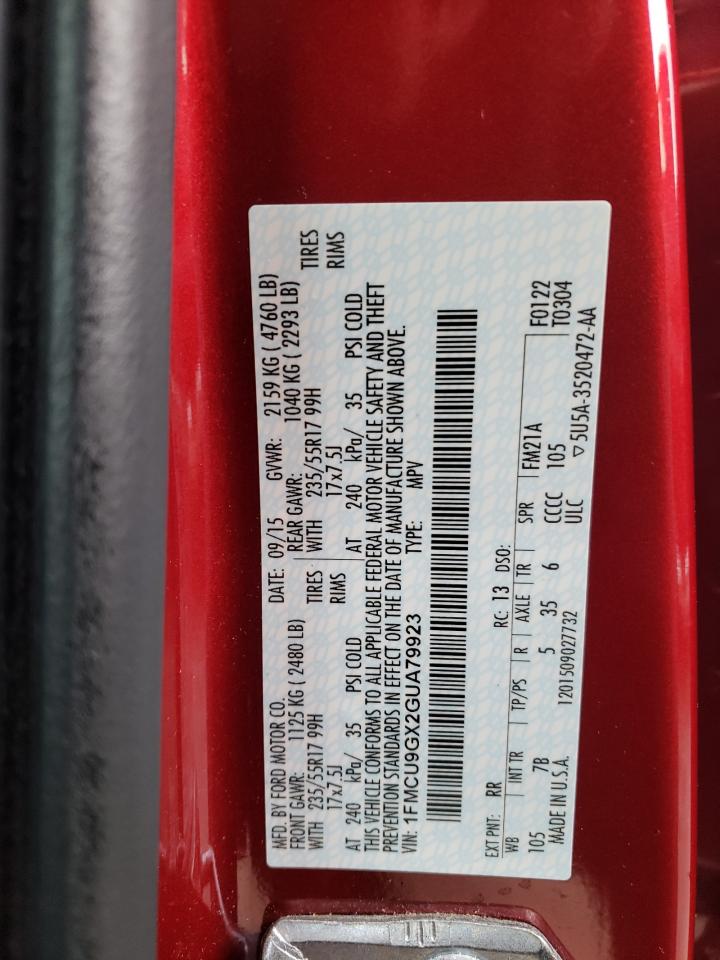 MFD. BY FORD MOTOR CO.
DATE: 09/15 GVWR: 2159 KG ( 4760 LB)
FRONT GAWR: 1125 KG ( 2480 LB) REAR GAWR: 1040 KG ( 2293 LB)
WITH 235/55R17 99H TIRES WITH 235/55R17 99H TIRES
17x7.5J RIMS 17x7.5J RIMS
AT 240 kPa/ 35 PSI COLD AT 240 kPa/ 35 PSI COLD
THIS VEHICLE CONFORMS TO ALL APPLICABLE FEDERAL MOTOR VEHICLE SAFETY AND THEFT
PREVENTION STANDARDS IN EFFECT ON THE DATE OF MANUFACTURE SHOWN ABOVE.
VIN: 1FMCU9GX2GUA79923 TYPE: MPV
EXT PNT: RR RC: 13 DSO: F0122
WB INT TR TP/PS R AXLE TR SPR FM21A T0304
105 7B 5 35 6 CCCC 105
MADE IN U.S.A. 1201509027732 ULC ▽5U5A-3520472-AA